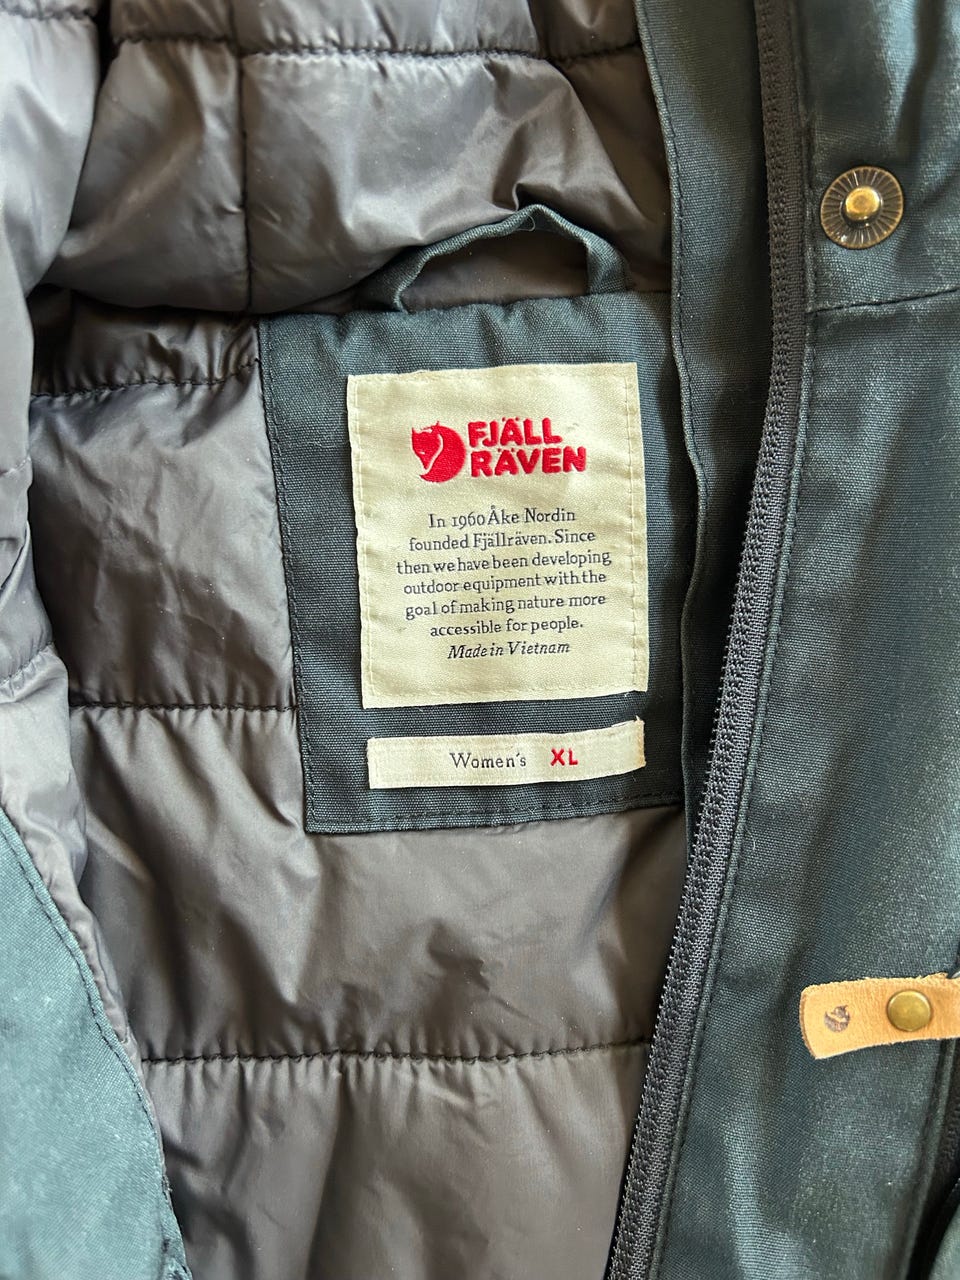 FJÄLL
RÄVEN
In 1960 Åke Nordin
founded Fjällräven. Since
then we have been developing
outdoor equipment with the
goal of making nature more
accessible for people.
Made in Vietnam
Women's XL